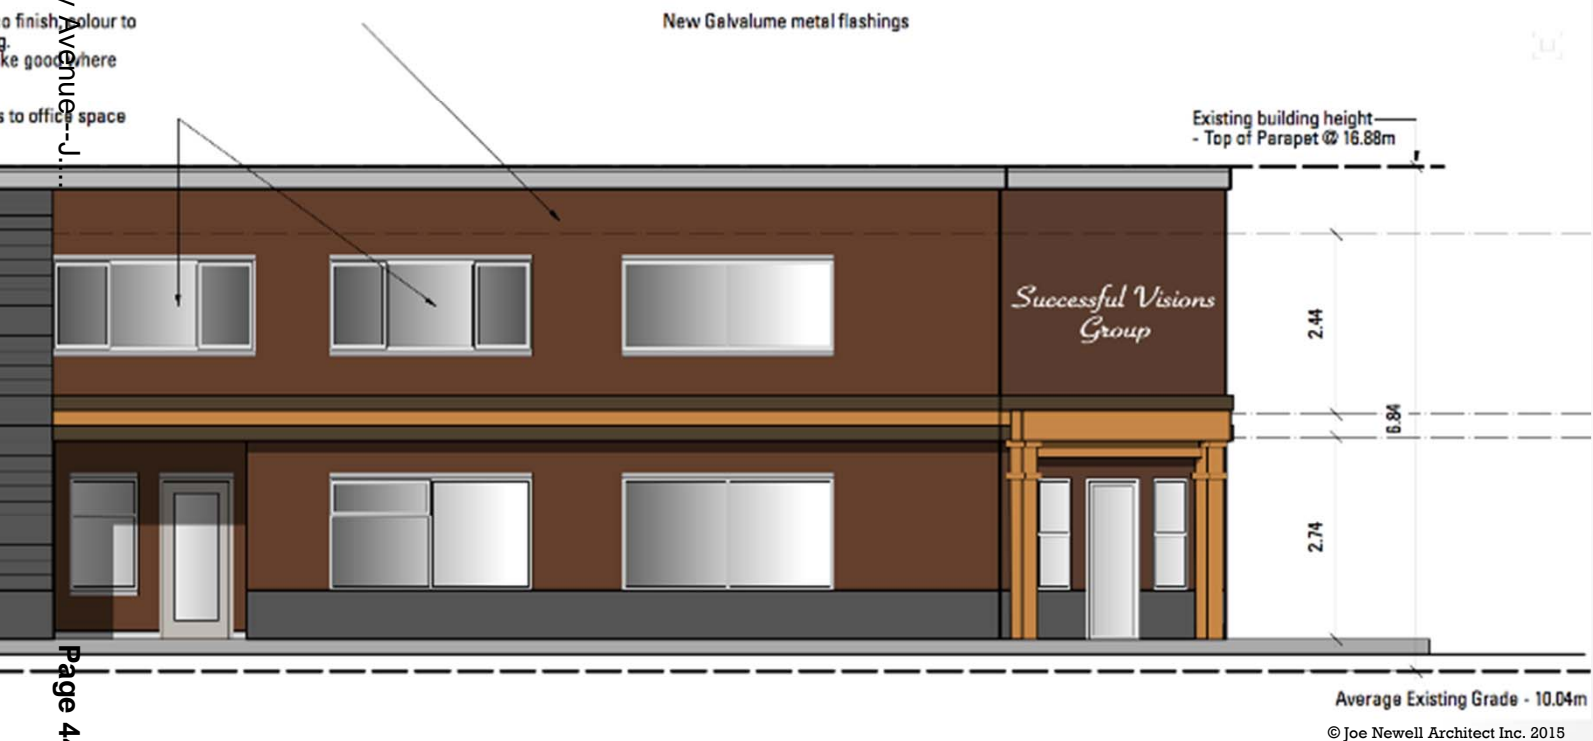 o finish, colour to
g.
ke good where
s to office space
y Avenue--J....
New Galvalume metal flashings
Existing building height
- Top of Parapet @ 16.88m
Successful Visions
Group
2.44
6.84
2.74
Page 4
Average Existing Grade - 10.04m
© Joe Newell Architect Inc. 2015